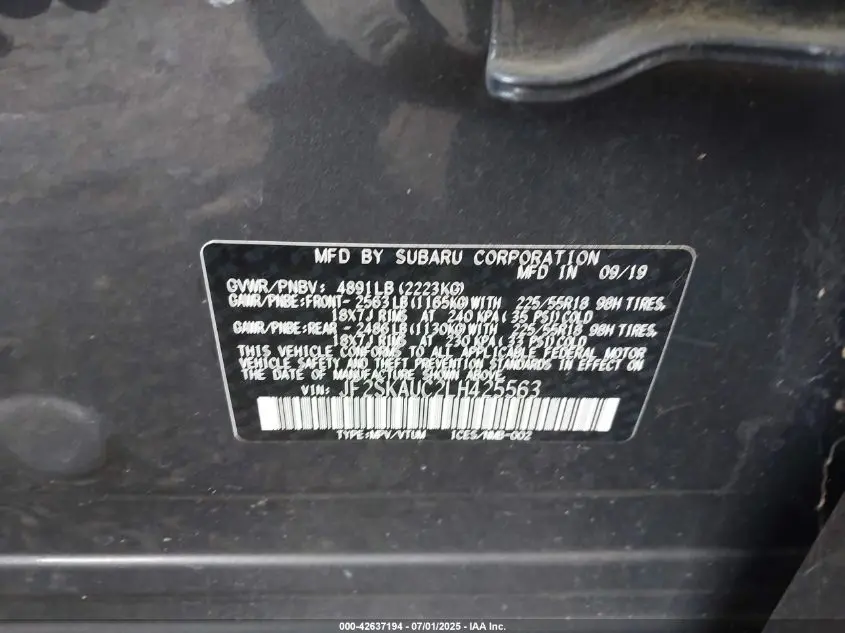 MFD BY SUBARU CORPORATION
MFD IN 09/19
GVWR/PNBV: 4891LB(2223KG)
GAWR/PNBE:FRONT- 2563LB(1165KG)WITH 225/55R18 98H TIRES,
18X7J RIMS AT 240 KPA( 35 PSI)COLD
GAWR/PNBE:REAR - 2486LB(1130KG)WITH 225/55R18 98H TIRES,
18X7J RIMS AT 230 KPA( 33 PSI)COLD
THIS VEHICLE CONFORMS TO ALL APPLICABLE FEDERAL MOTOR
VEHICLE SAFETY AND THEFT PREVENTION STANDARDS IN EFFECT ON
THE DATE OF MANUFACTURE SHOWN ABOVE.
VIN: JF2SKAUC2LH425563
TYPE:MPV/VTUM ICES/NMB-002
000-42637194 - 07/01/2025 - IAA Inc.